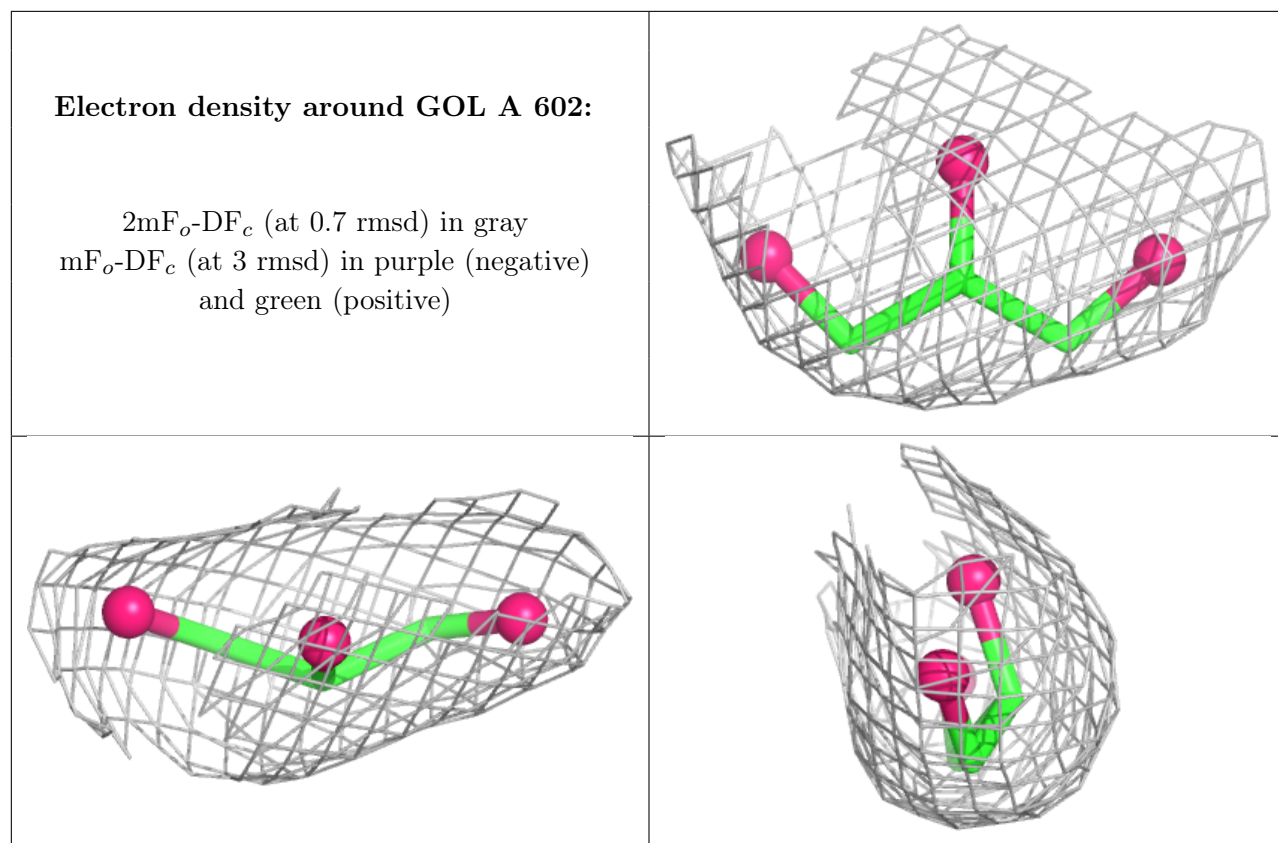 Electron density around GOL A 602:
2mFo-DFc (at 0.7 rmsd) in gray
mFo-DFc (at 3 rmsd) in purple (negative)
and green (positive)